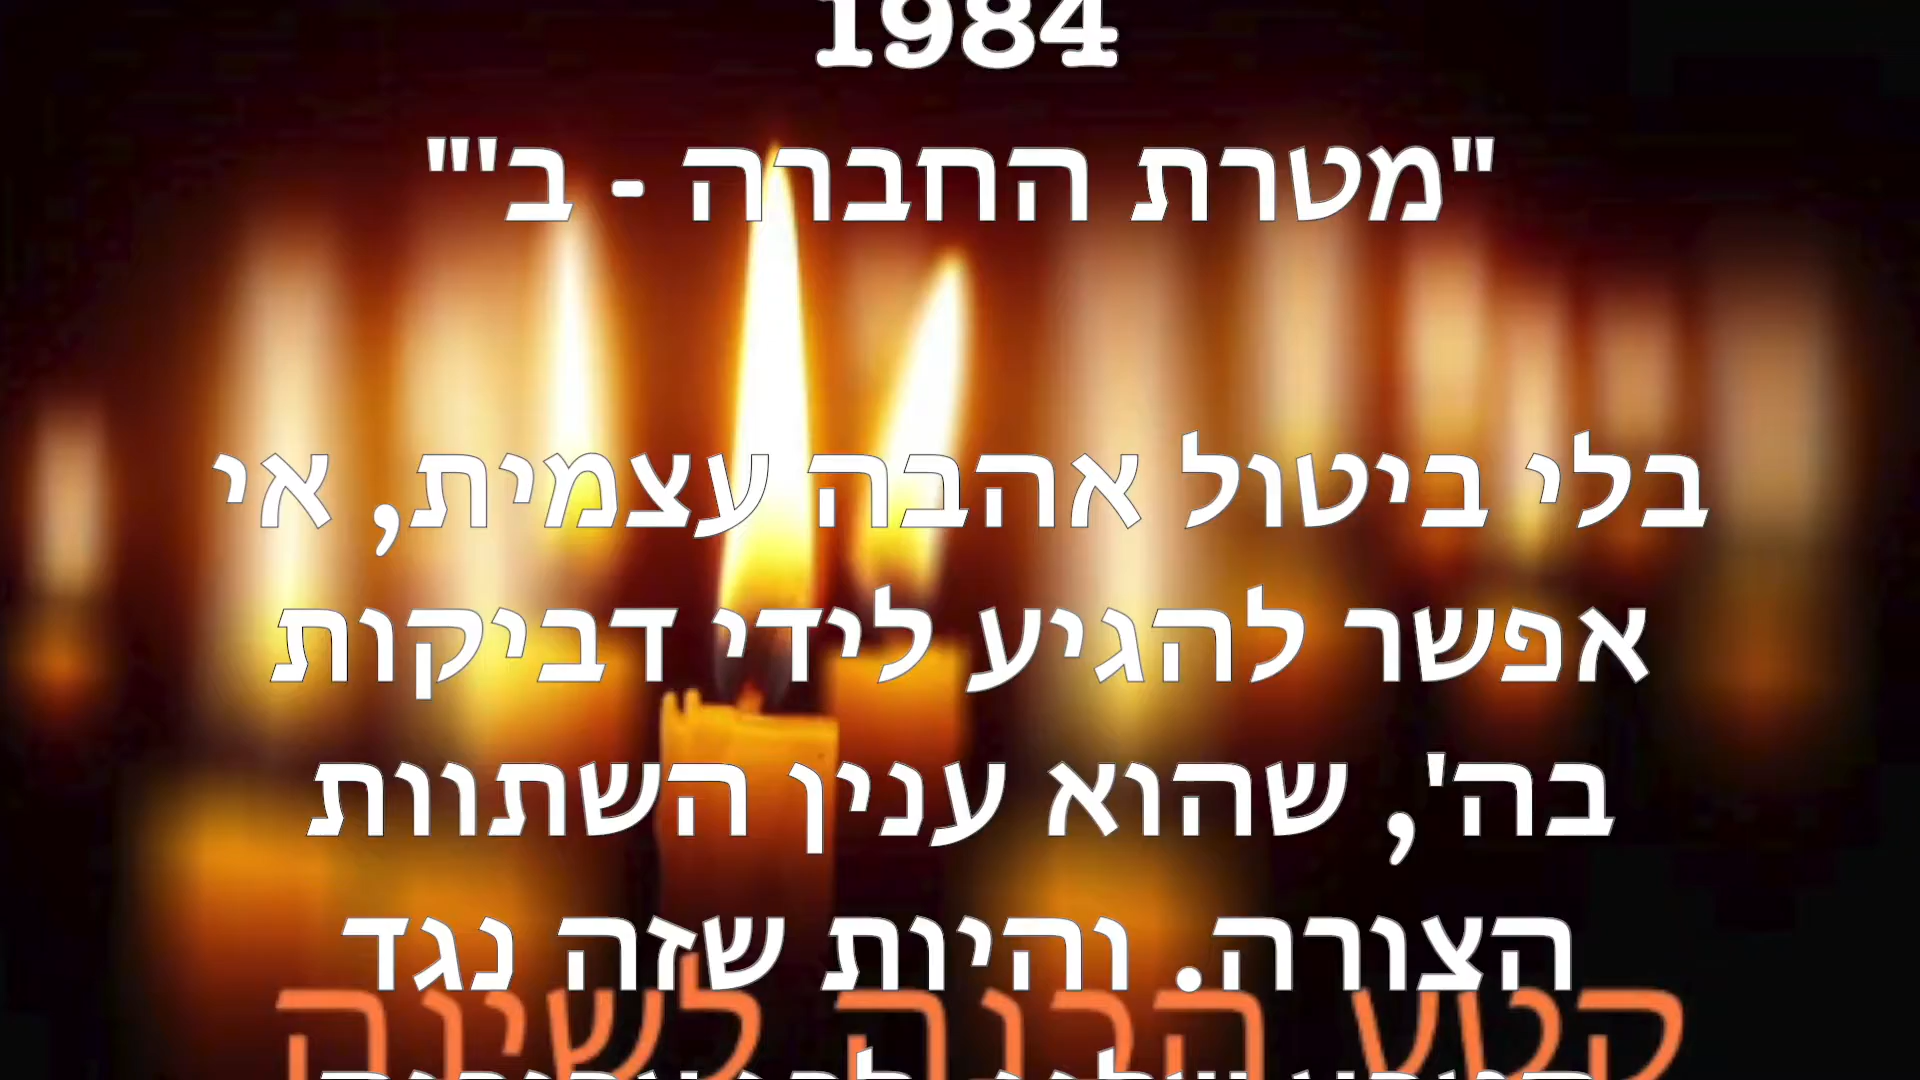 1984
"מטרת החברה - ב'"
בלי ביטול אהבה עצמית, אי
אפשר להגיע לידי דביקות
בה', שהוא ענין השתוות
הצורה. והיות שזה נגד